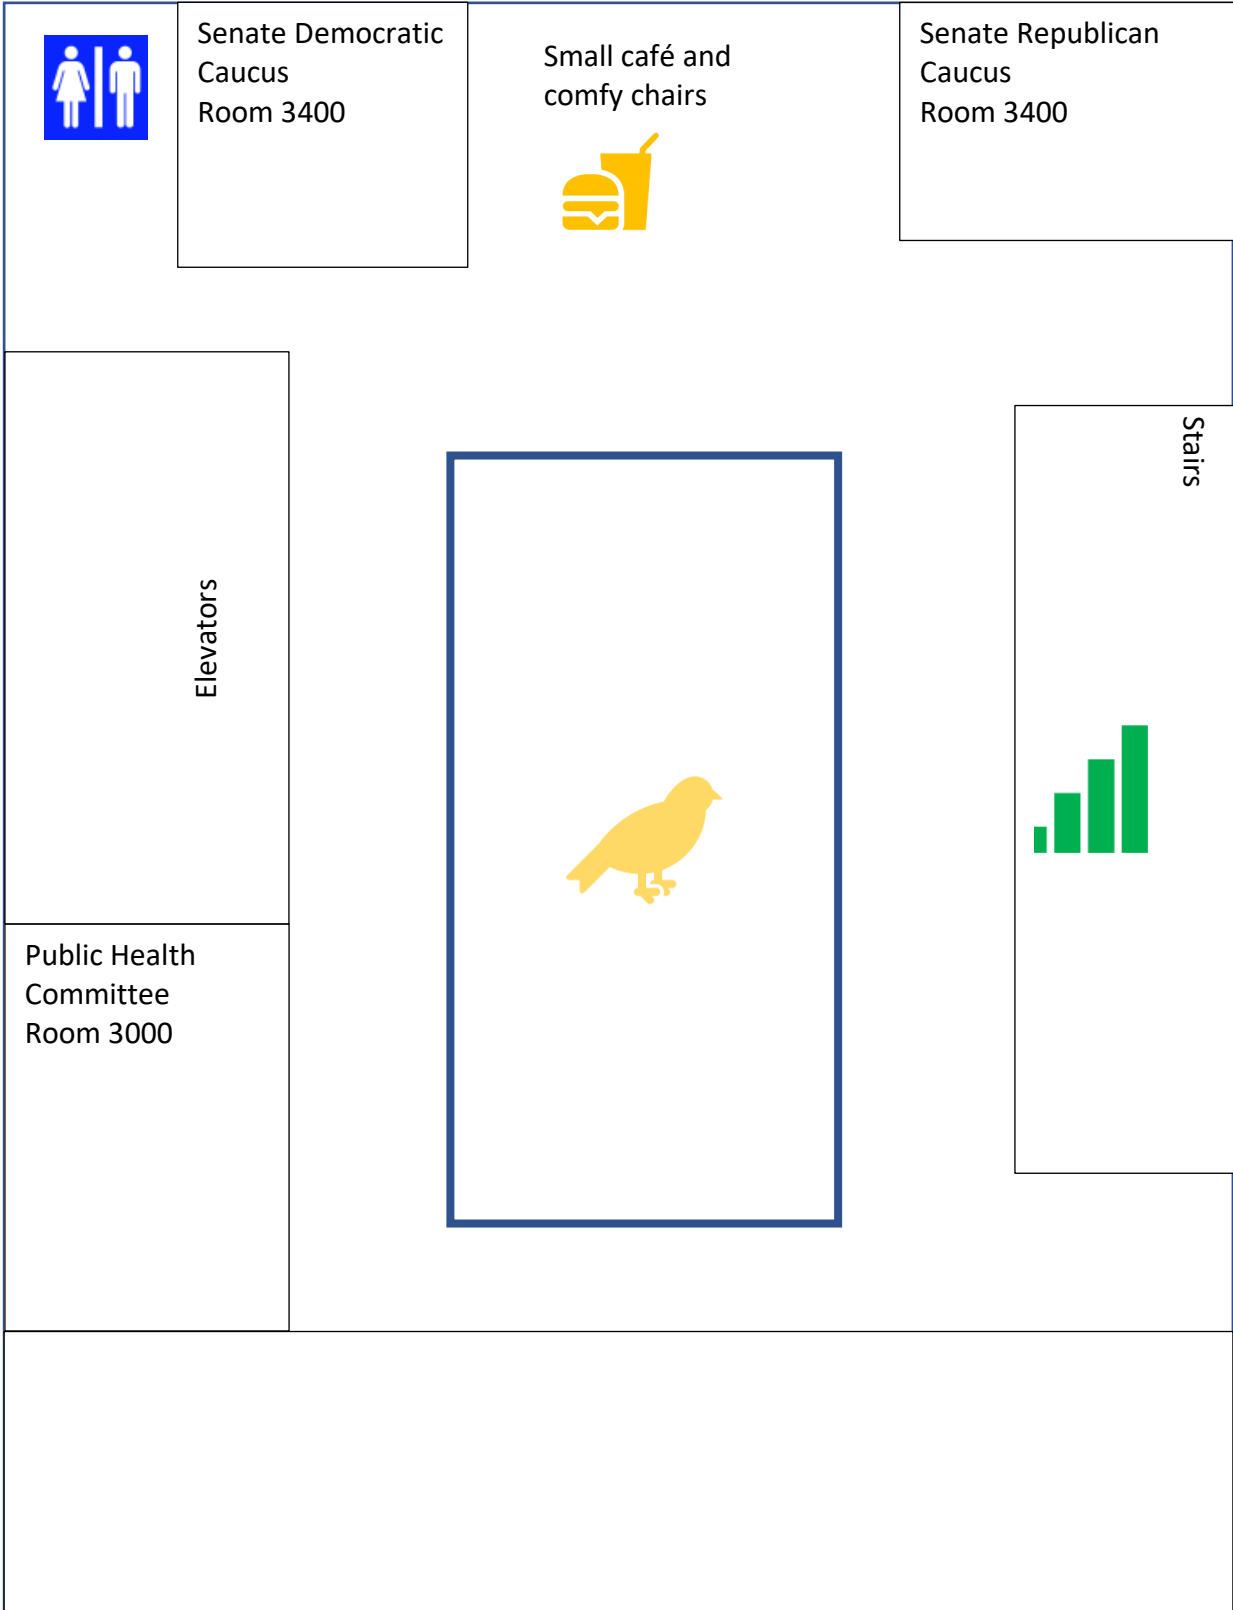 Senate Democratic
Caucus
Room 3400
Small café and
comfy chairs
Senate Republican
Caucus
Room 3400
Stairs
Elevators
Public Health
Committee
Room 3000